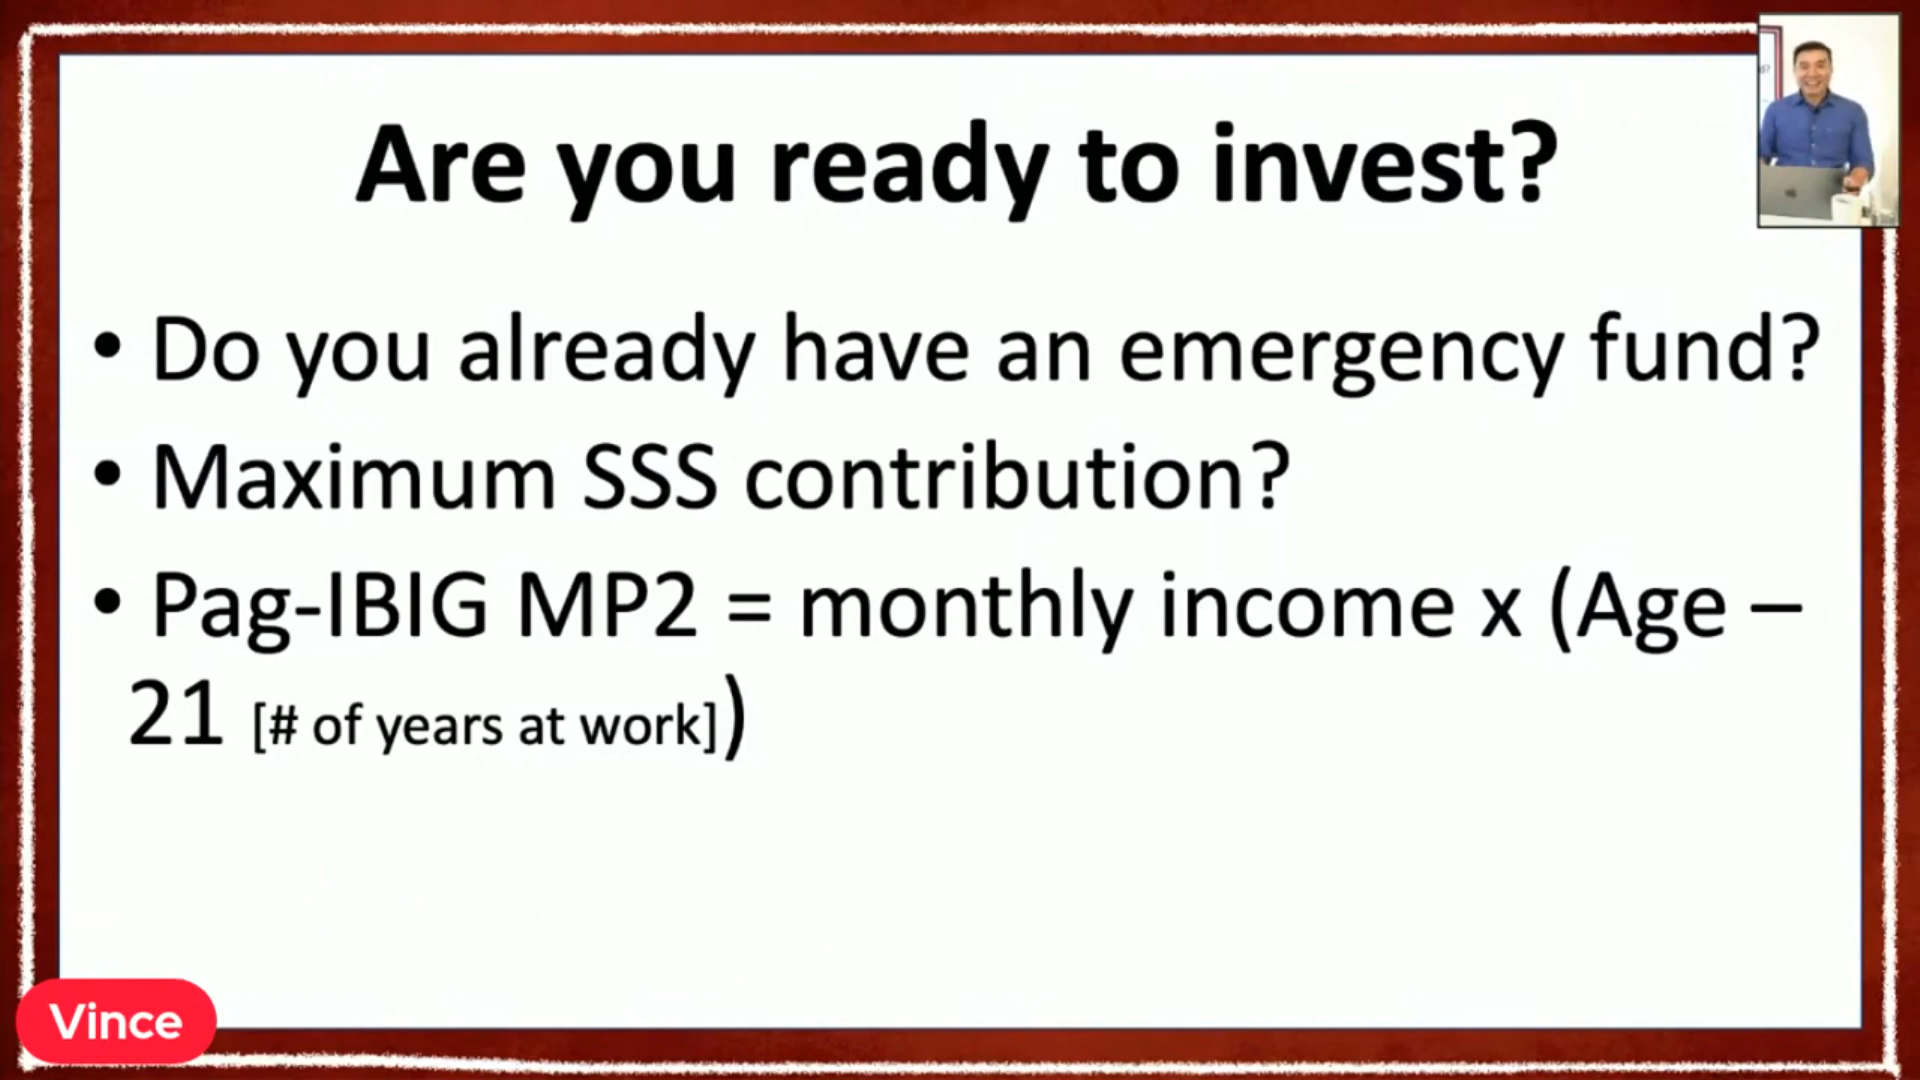 Are you ready to invest?
• Do you already have an emergency fund?
• Maximum SSS contribution?
• Pag-IBIG MP2 = monthly income x (Age –
21 [# of years at work])
Vince